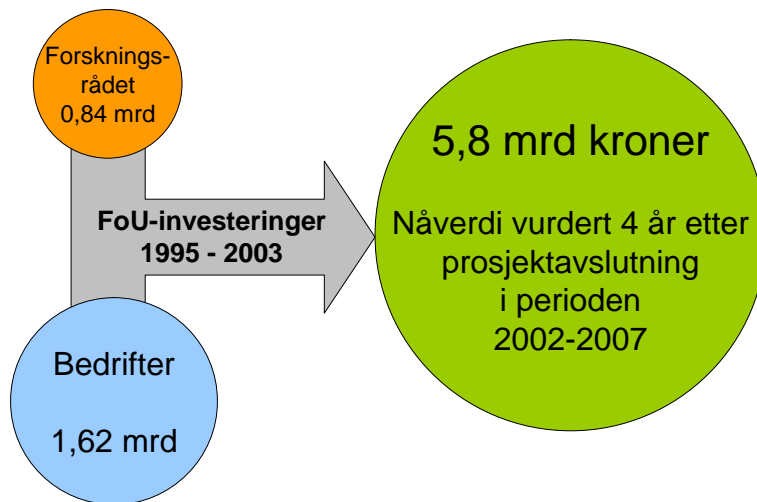 Forsknings-
rådet
0,84 mrd
FoU-investeringer
1995 - 2003
Bedrifter
1,62 mrd
5,8 mrd kroner
Nåverdi vurdert 4 år etter
prosjektavslutning
i perioden
2002-2007